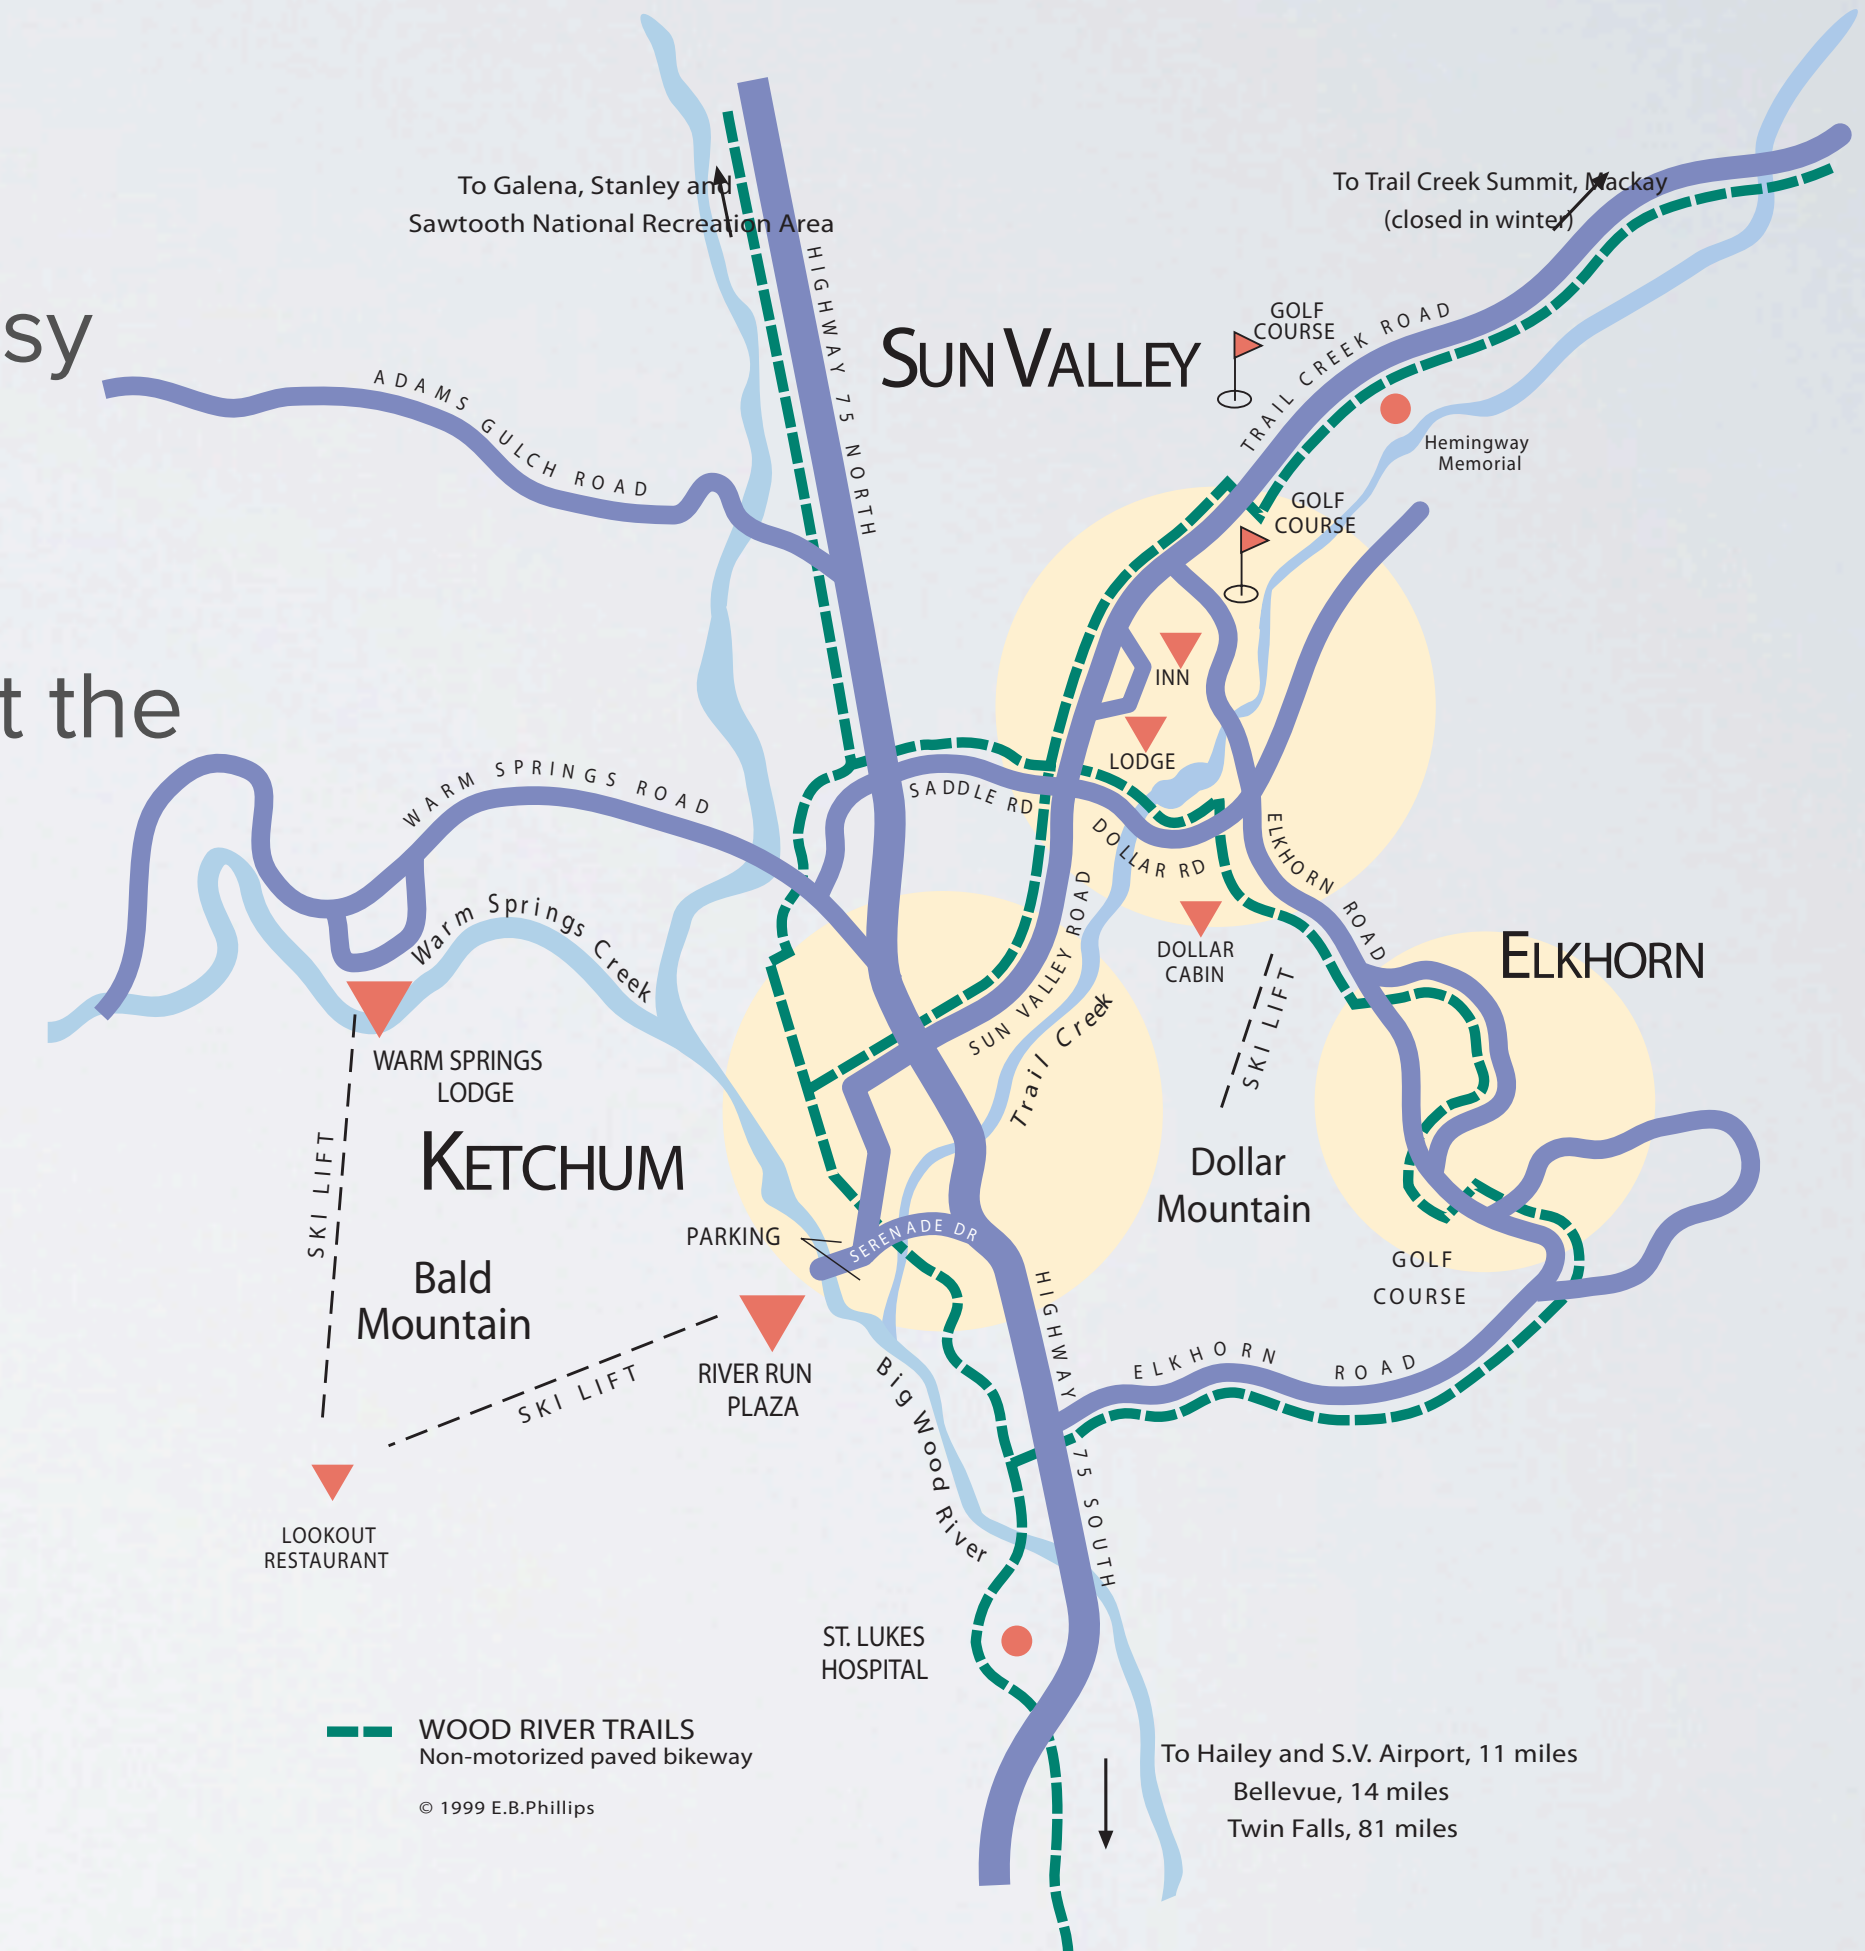 To Galena, Stanley and
Sawtooth National Recreation Area
To Trail Creek Summit, Mackay
(closed in winter)
HIGHWAY 75 NORTH
sy
SUN VALLEY
GOLF
COURSE
TRAIL CREEK ROAD
ADAMS GULCH ROAD
Hemingway
Memorial
GOLF
COURSE
t the
INN
LODGE
WARM SPRINGS ROAD
SADDLE RD
DOLLAR RD
ELKHORN ROAD
Warm Springs Creek
SUN VALLEY ROAD
DOLLAR
CABIN
ELKHORN
SKI LIFT
Trail Creek
WARM SPRINGS
LODGE
KETCHUM
SKI LIFT
Dollar
Mountain
PARKING
SERENADE DR
Bald
Mountain
GOLF
COURSE
HIGHWAY 75 SOUTH
RIVER RUN
PLAZA
SKI LIFT
ELKHORN ROAD
Big Wood River
LOOKOUT
RESTAURANT
ST. LUKES
HOSPITAL
WOOD RIVER TRAILS
Non-motorized paved bikeway
© 1999 E.B.Phillips
To Hailey and S.V. Airport, 11 miles
Bellevue, 14 miles
Twin Falls, 81 miles